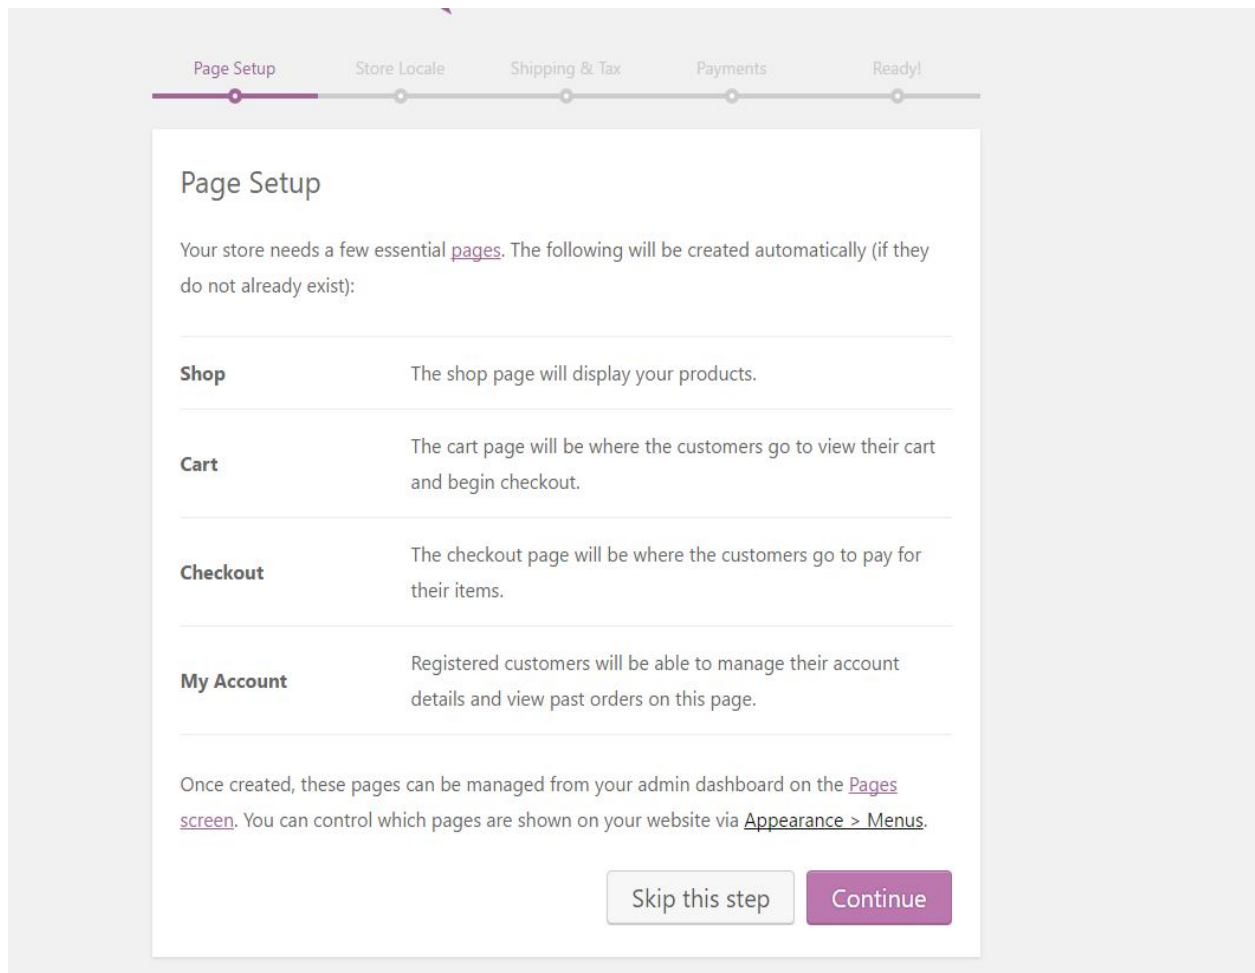 Page Setup Store Locale Shipping & Tax Payments Ready!
Page Setup
Your store needs a few essential pages. The following will be created automatically (if they
do not already exist):
Shop The shop page will display your products.
Cart The cart page will be where the customers go to view their cart
and begin checkout.
Checkout The checkout page will be where the customers go to pay for
their items.
My Account Registered customers will be able to manage their account
details and view past orders on this page.
Once created, these pages can be managed from your admin dashboard on the Pages
screen. You can control which pages are shown on your website via Appearance > Menus.
Skip this step Continue